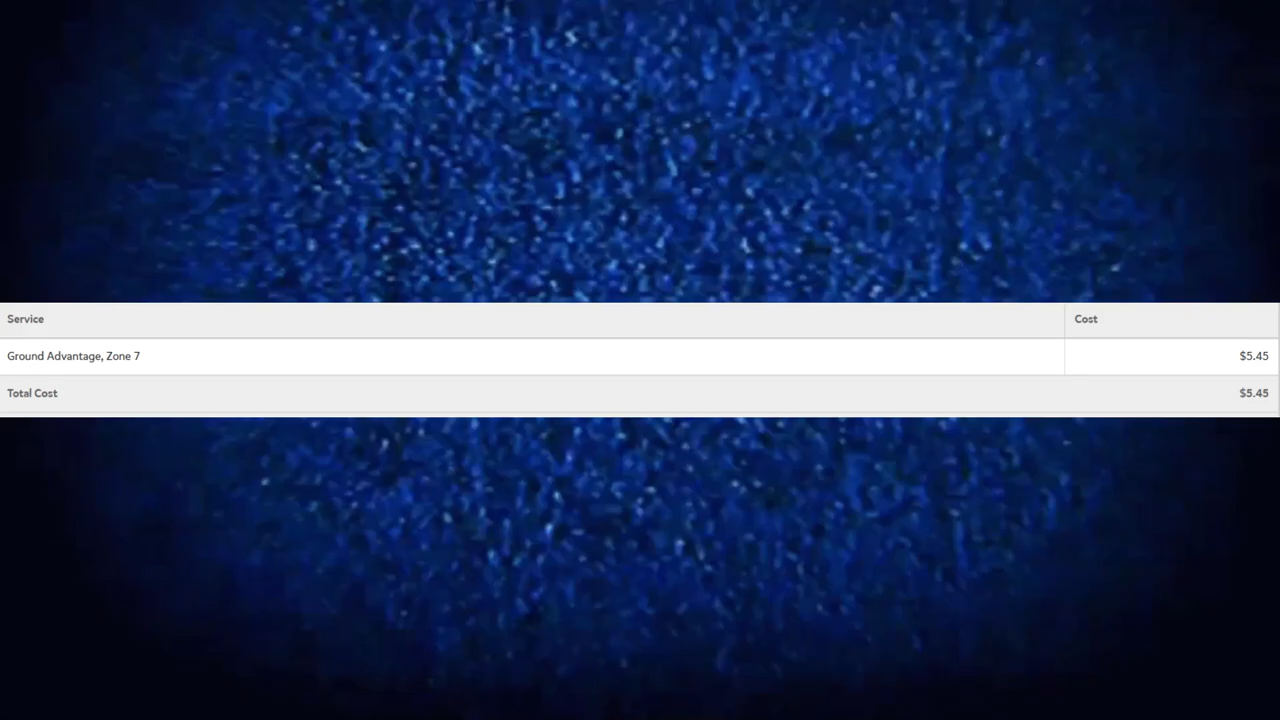 Service Cost
Ground Advantage, Zone 7 $5.45
Total Cost $5.45